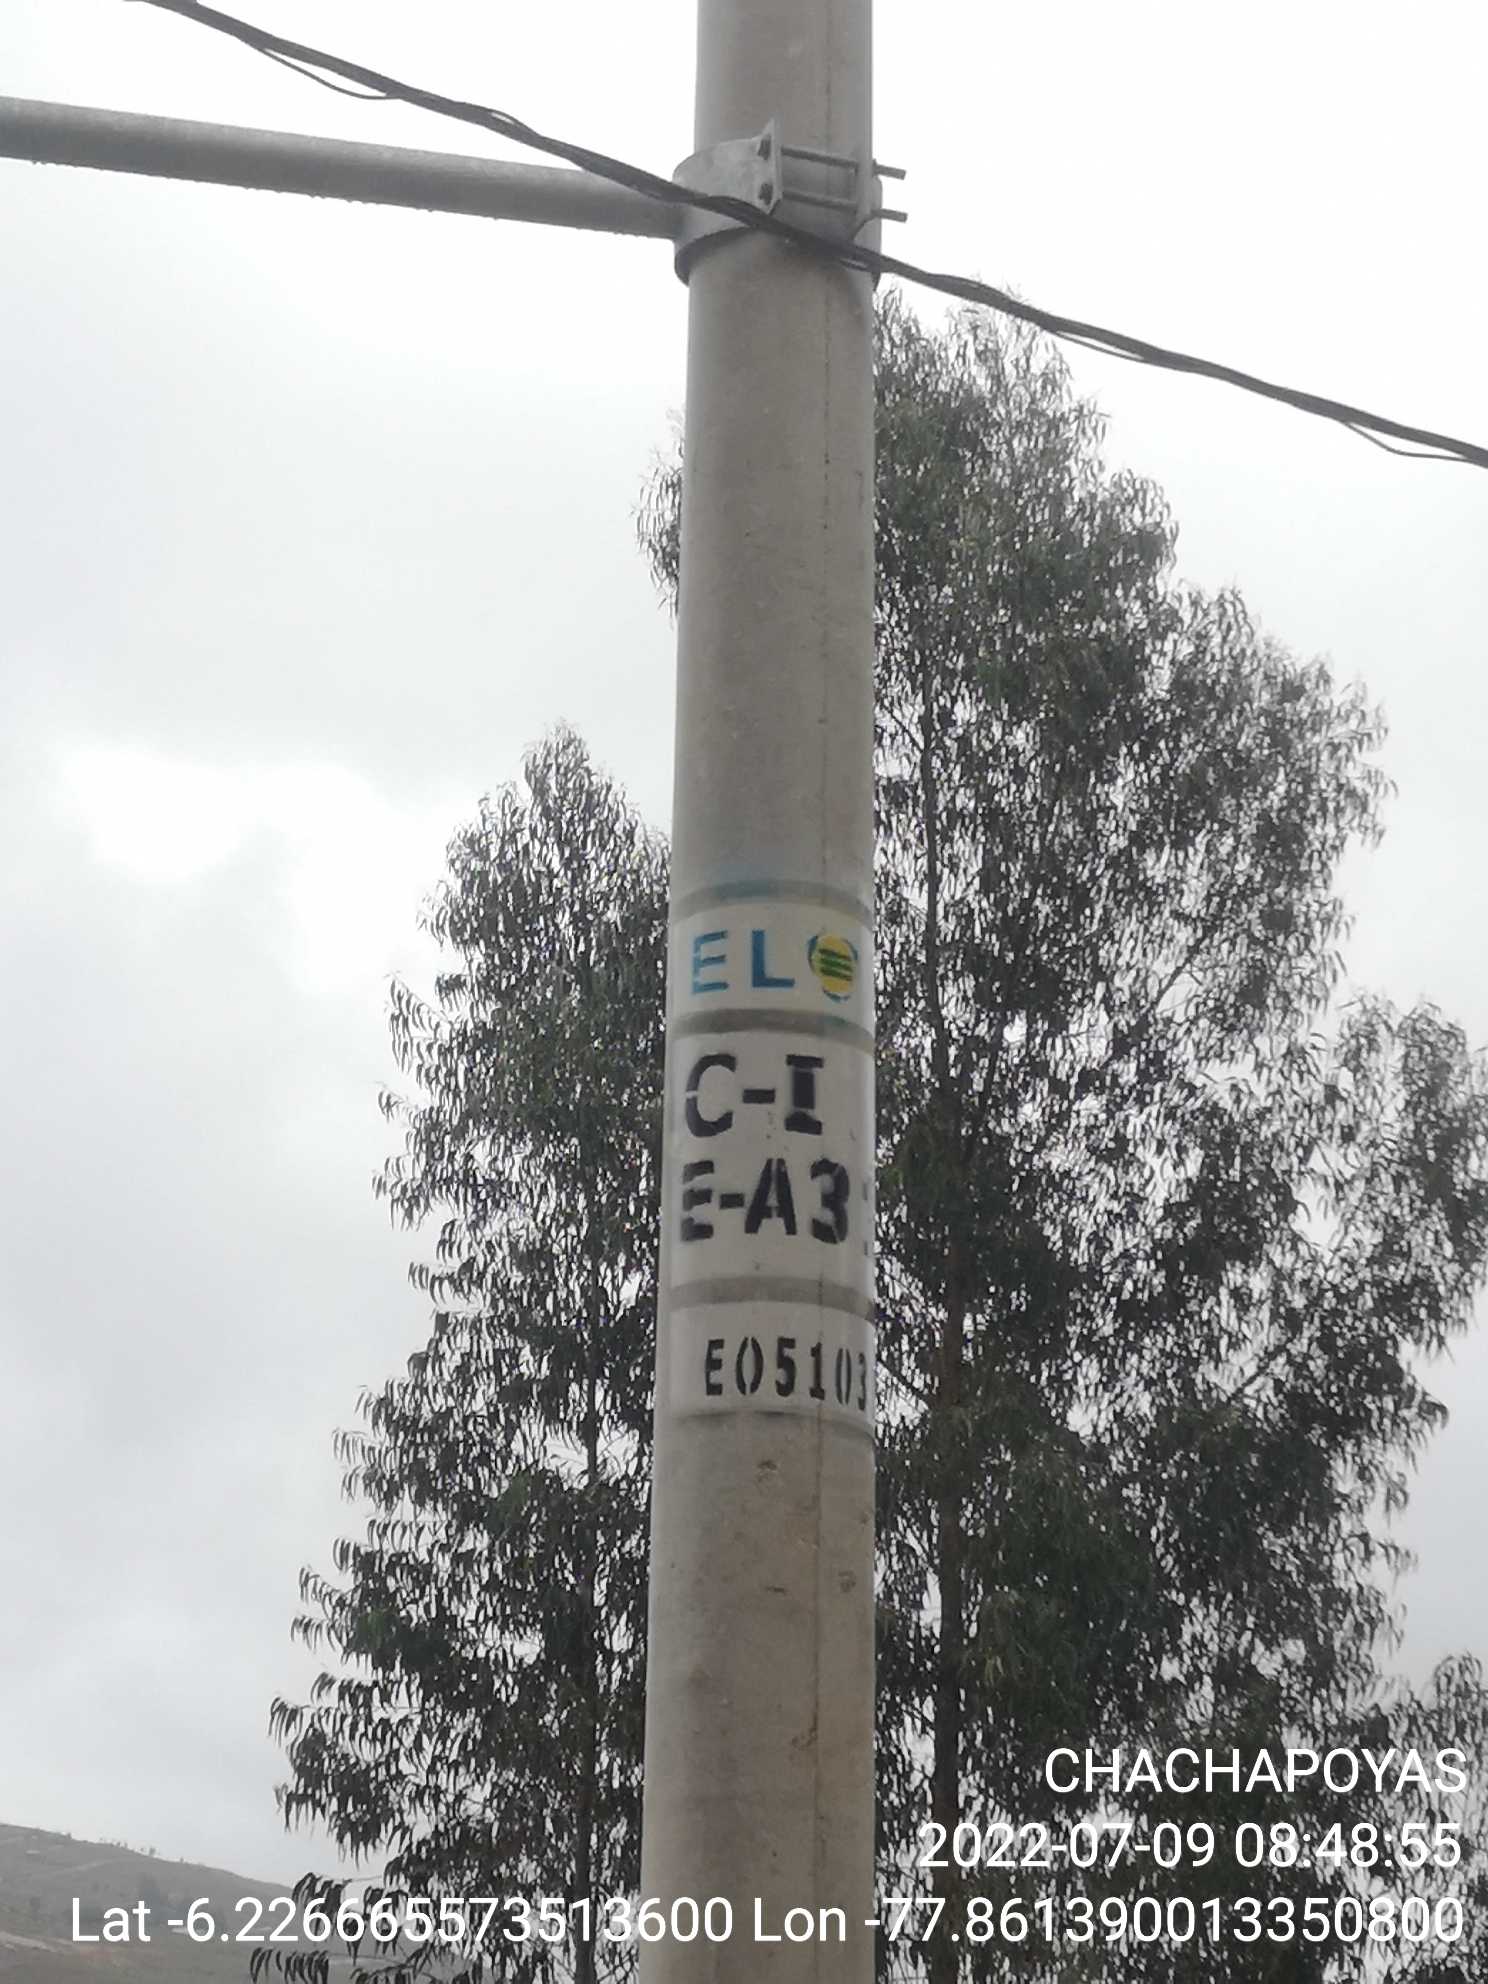 ELO
C-I
E-A3
E05103
CHACHAPOYAS
2022-07-09 08:48:55
Lat -6.226665573513600 Lon -77.861390013350800